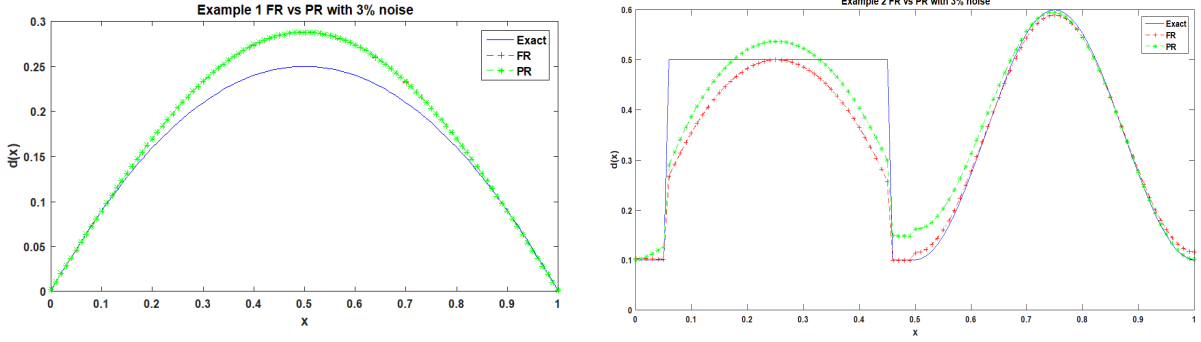 Example 1 FR vs PR with 3% noise
0.3
0.25
0.2
0.15
0.1
0.05
0
d(x)
Exact
FR
PR
0 0.1 0.2 0.3 0.4 0.5 0.6 0.7 0.8 0.9 1
x
Example 2 FR vs PR with 3% noise
0.6
0.5
0.4
0.3
0.2
0.1
0
d(x)
Exact
FR
PR
0 0.1 0.2 0.3 0.4 0.5 0.6 0.7 0.8 0.9 1
x